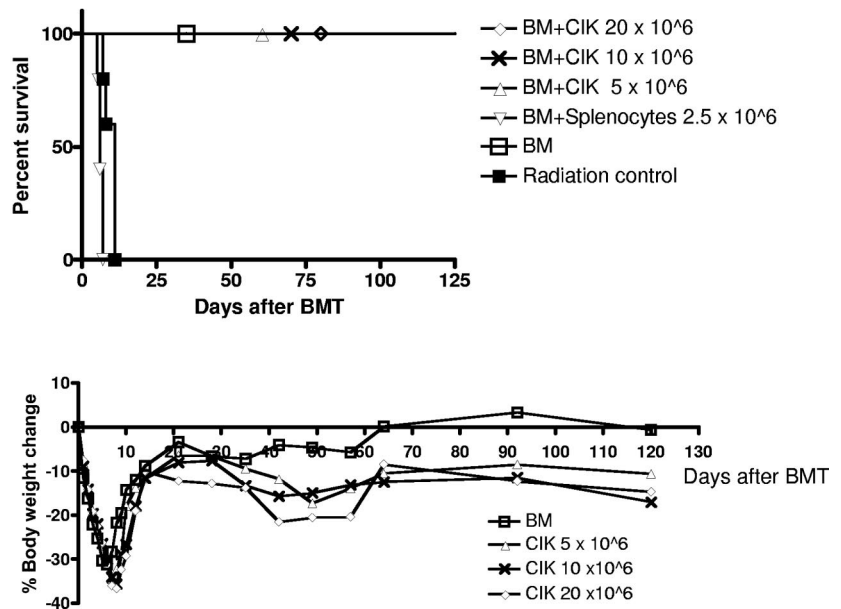 100
50
0
Percent survival
0 25 50 75 100 125
Days after BMT
BM+CIK 20 x 10^6
BM+CIK 10 x 10^6
BM+CIK 5 x 10^6
BM+Splenocytes 2.5 x 10^6
BM
Radiation control
10
0
-10
-20
-30
-40
% Body weight change
10 20 30 40 50 60 70 80 90 100 110 120 130
Days after BMT
BM
CIK 5 x 10^6
CIK 10 x10^6
CIK 20 x10^6